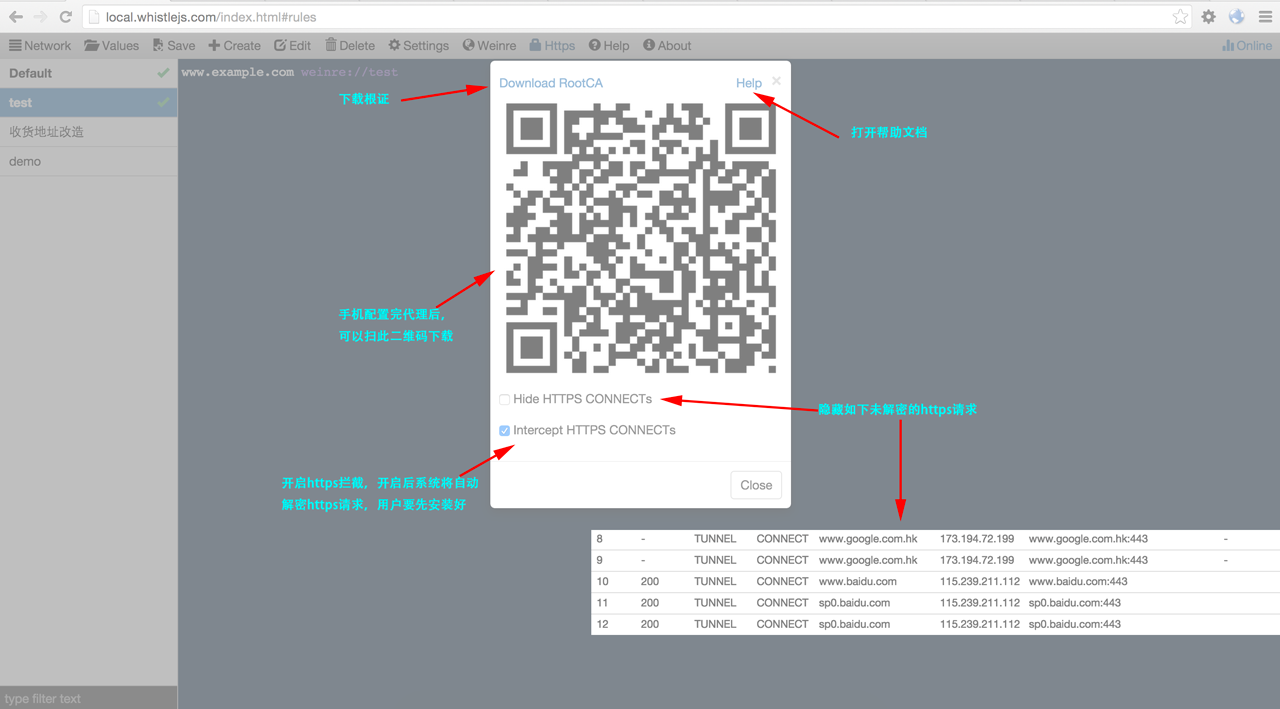 local.whistlejs.com/index.html#rules
Network Values Save Create Edit Delete Settings Weinre Https Help About Online
Default
test
收货地址改造
demo
type filter text
www.example.com weinre://test
Download RootCA Help ×
下载根证
打开帮助文档
手机配置完代理后，
可以扫此二维码下载
Hide HTTPS CONNECTs
隐藏如下未解密的https请求
Intercept HTTPS CONNECTs
开启https拦截，开启后系统将自动
解密https请求，用户要先安装好
Close
8 - TUNNEL CONNECT www.google.com.hk 173.194.72.199 www.google.com.hk:443 -
9 - TUNNEL CONNECT www.google.com.hk 173.194.72.199 www.google.com.hk:443 -
10 200 TUNNEL CONNECT www.baidu.com 115.239.211.112 www.baidu.com:443
11 200 TUNNEL CONNECT sp0.baidu.com 115.239.211.112 sp0.baidu.com:443
12 200 TUNNEL CONNECT sp0.baidu.com 115.239.211.112 sp0.baidu.com:443